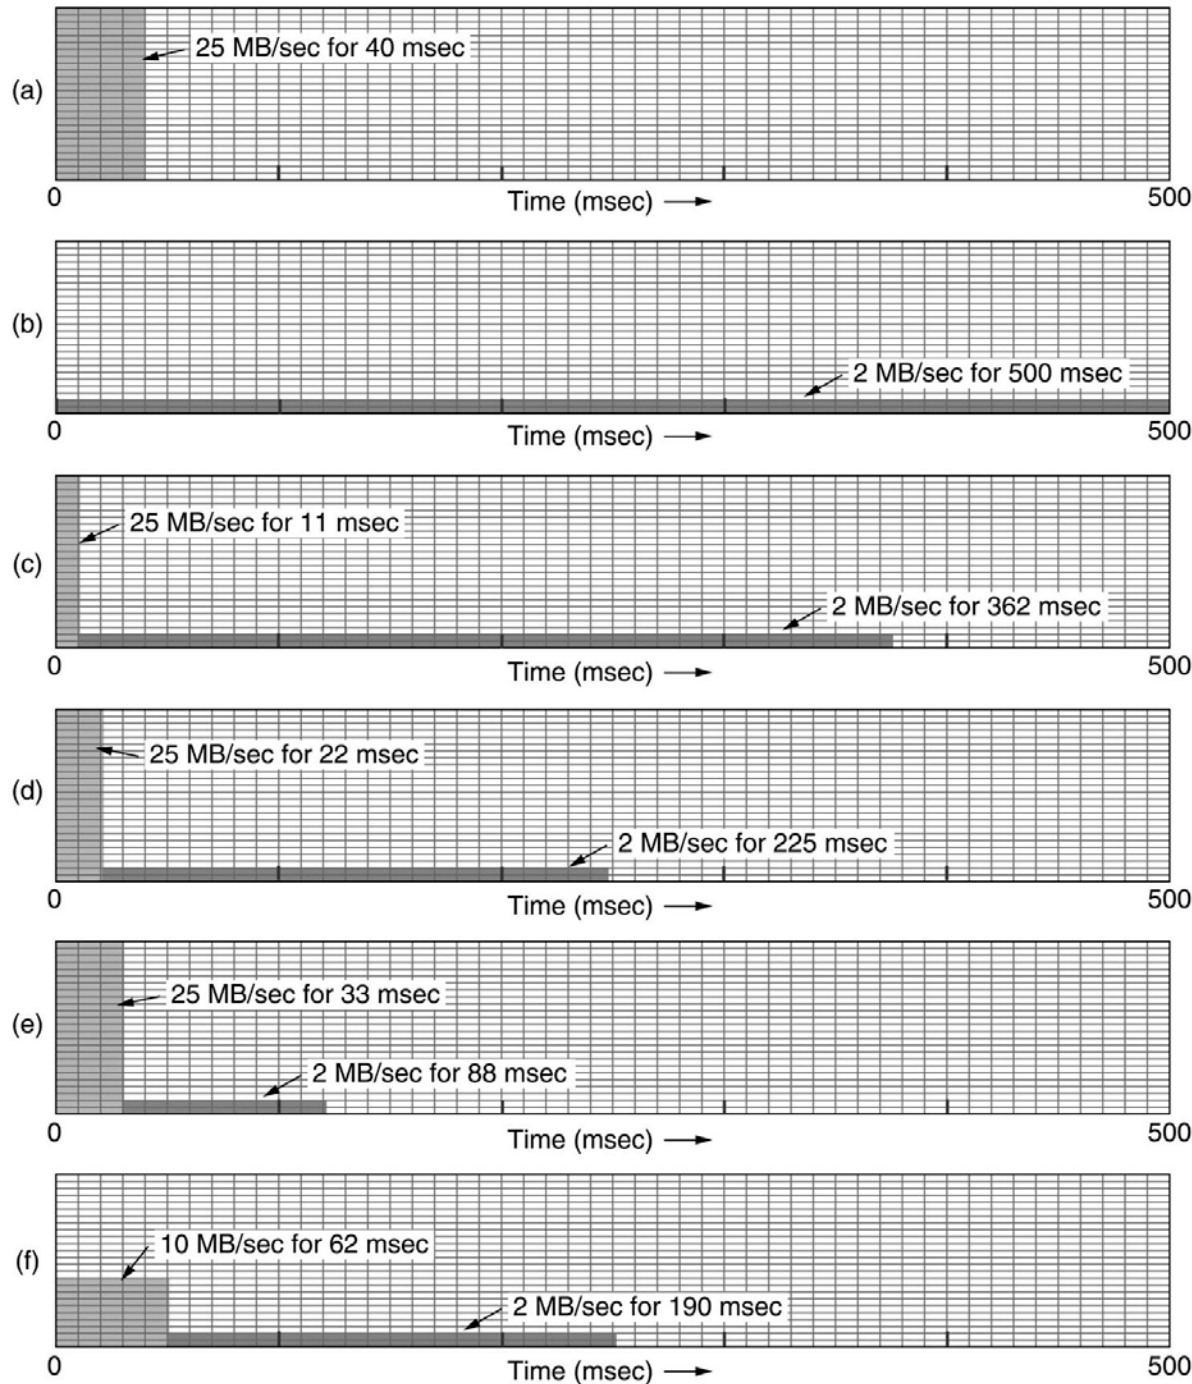 25 MB/sec for 40 msec
(a)
0
Time (msec)
500
(b)
2 MB/sec for 500 msec
0
Time (msec)
500
25 MB/sec for 11 msec
(c)
2 MB/sec for 362 msec
0
Time (msec)
500
25 MB/sec for 22 msec
(d)
2 MB/sec for 225 msec
0
Time (msec)
500
25 MB/sec for 33 msec
(e)
2 MB/sec for 88 msec
0
Time (msec)
500
10 MB/sec for 62 msec
(f)
2 MB/sec for 190 msec
0
Time (msec)
500